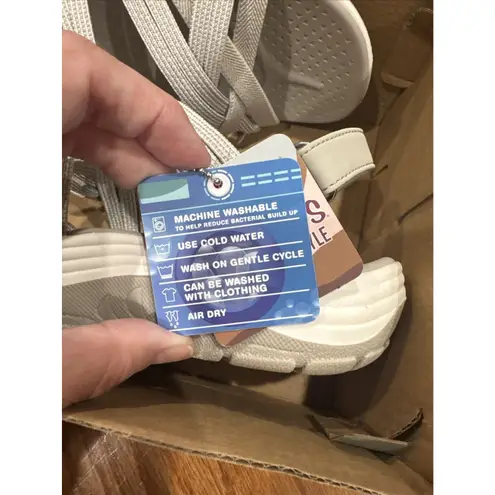 MACHINE WASHABLE
TO HELP REDUCE BACTERIAL BUILD UP
USE COLD WATER
WASH ON GENTLE CYCLE
CAN BE WASHED
WITH CLOTHING
AIR DRY